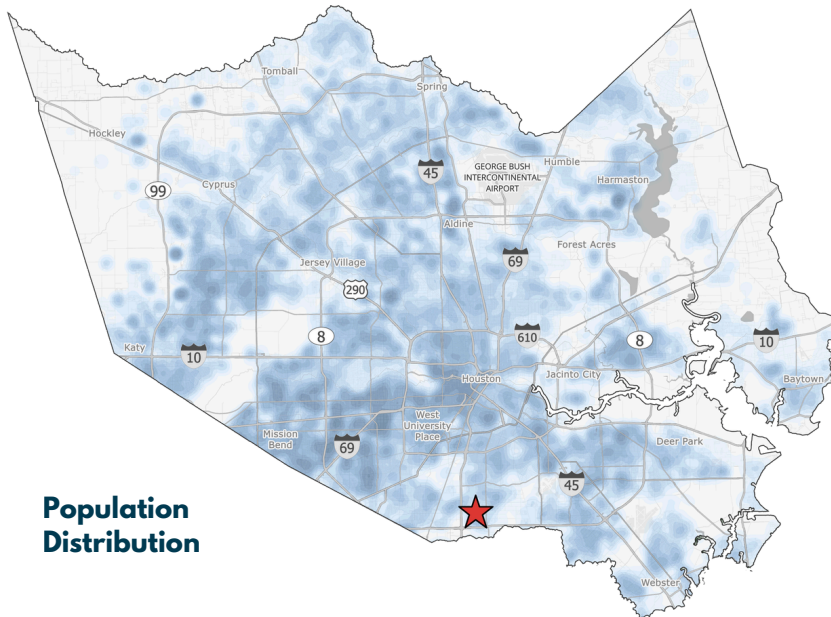 Tomball
Spring
Hockley
GEORGE BUSH
INTERCONTINENTAL
AIRPORT
Humble
45
99
Cyprus
Harmaston
Aldine
Forest Acres
Jersey Village
69
290
8
610
8
10
Katy
10
Jacinto City
Houston
Baytown
West
University
Place
Mission
Bend
69
Deer Park
45
Population
Distribution
Webster